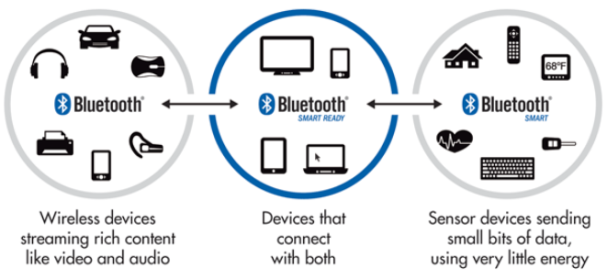 68°F
Bluetooth®
Bluetooth®
SMART READY
Bluetooth®
SMART
Wireless devices
streaming rich content
like video and audio
Devices that
connect
with both
Sensor devices sending
small bits of data,
using very little energy